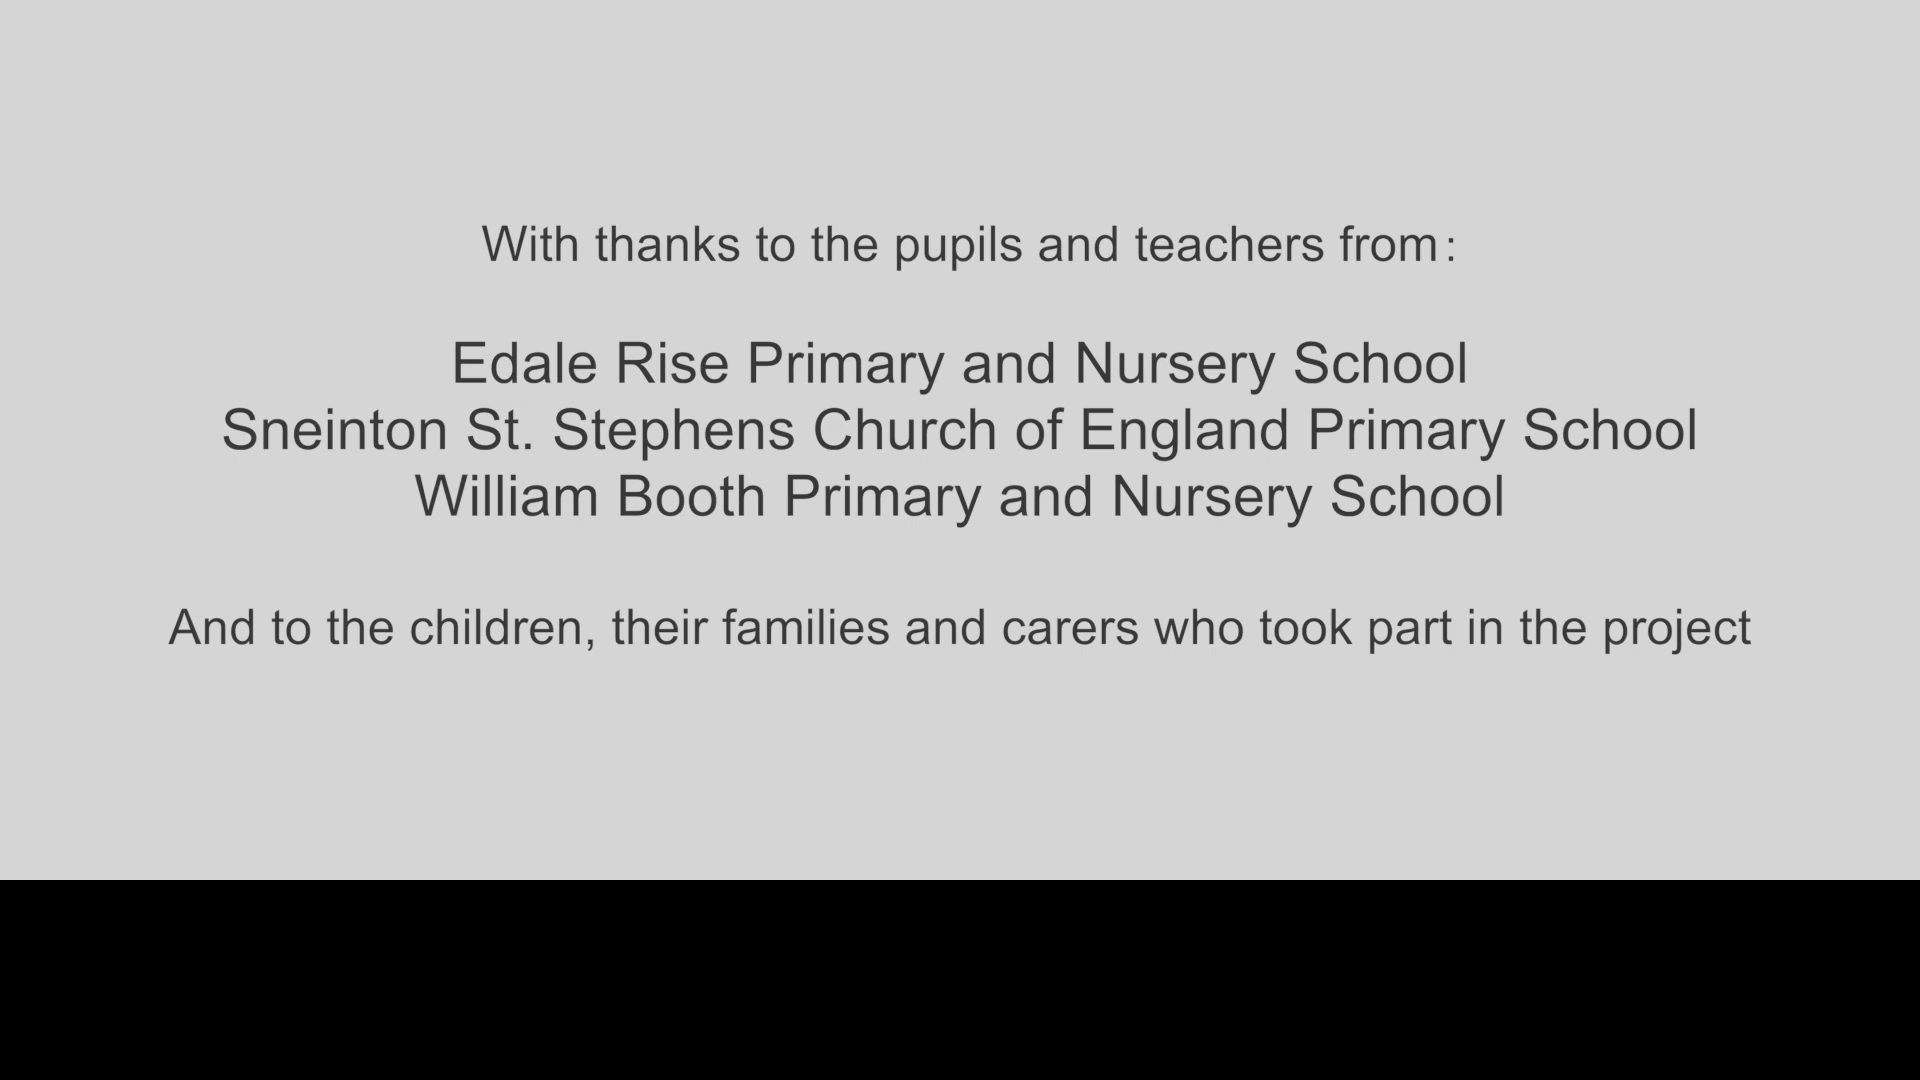 With thanks to the pupils and teachers from:
Edale Rise Primary and Nursery School
Sneinton St. Stephens Church of England Primary School
William Booth Primary and Nursery School
And to the children, their families and carers who took part in the project